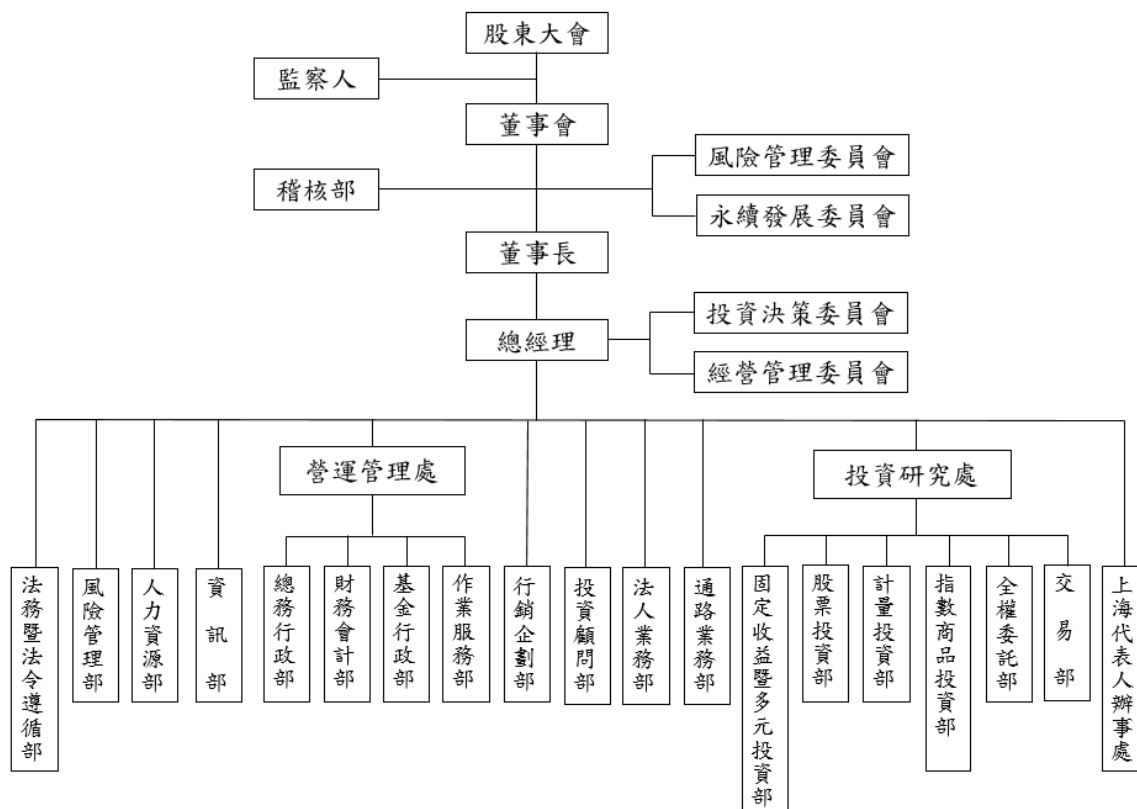 股東大會
監察人
董事會
風險管理委員會
稽核部
永續發展委員會
董事長
投資決策委員會
總經理
經營管理委員會
營運管理處
投資研究處
法務暨法令遵循部
風險管理部
人力資源部
資訊部
總務行政部
財務會計部
基金行政部
作業服務部
行銷企劃部
投資顧問部
法人業務部
通路業務部
固定收益暨多元投資部
股票投資部
計量投資部
指數商品投資部
全權委託部
交易部
上海代表人辦事處